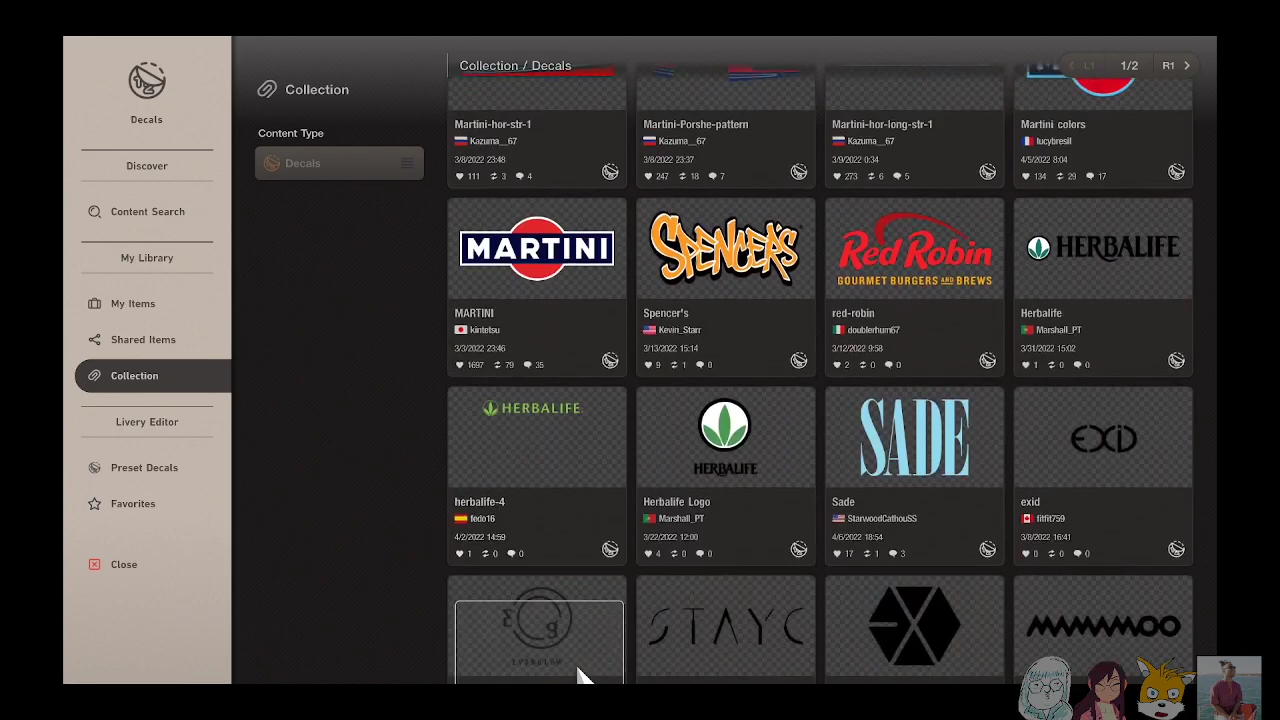 Decals
Discover
Content Search
My Library
My Items
Shared Items
Collection
Livery Editor
Preset Decals
Favorites
Close
Collection
Content Type
Decals
Collection / Decals
L1 1/2 R1
Martini-hor-str-1
Kazuma__67
3/8/2022 23:48
111 3 4
Martini-Porshe-pattern
Kazuma__67
3/8/2022 23:37
247 18 7
Martini-hor-long-str-1
Kazuma__67
3/9/2022 0:34
273 6 5
Martini colors
lucybresil
4/5/2022 8:04
134 29 17
MARTINI
MARTINI
kintetsu
3/3/2022 23:46
1697 79 35
SPENCER'S
Spencer's
Kevin_Starr
3/13/2022 15:14
9 1 0
Red Robin
GOURMET BURGERS AND BREWS
red-robin
doublerhum67
3/12/2022 9:58
2 0 0
HERBALIFE
Herbalife
Marshall_PT
3/31/2022 15:02
1 0 0
HERBALIFE.
herbalife-4
fedo16
4/2/2022 14:59
1 0 0
HERBALIFE
Herbalife Logo
Marshall_PT
3/22/2022 12:00
4 0 0
SADE
Sade
StarwoodCathouSS
4/6/2022 18:54
17 1 3
EXID
exid
fitfit759
3/8/2022 16:41
0 0 0
EVERGLOW
STAYC
EX
MAMAMOO